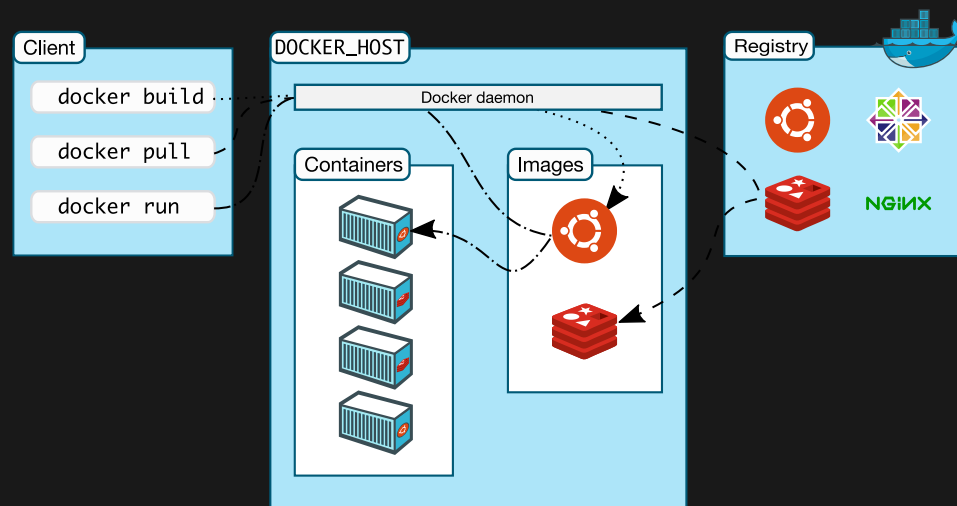 Client
docker build
docker pull
docker run
DOCKER_HOST
Docker daemon
Containers
Images
Registry
NGINX